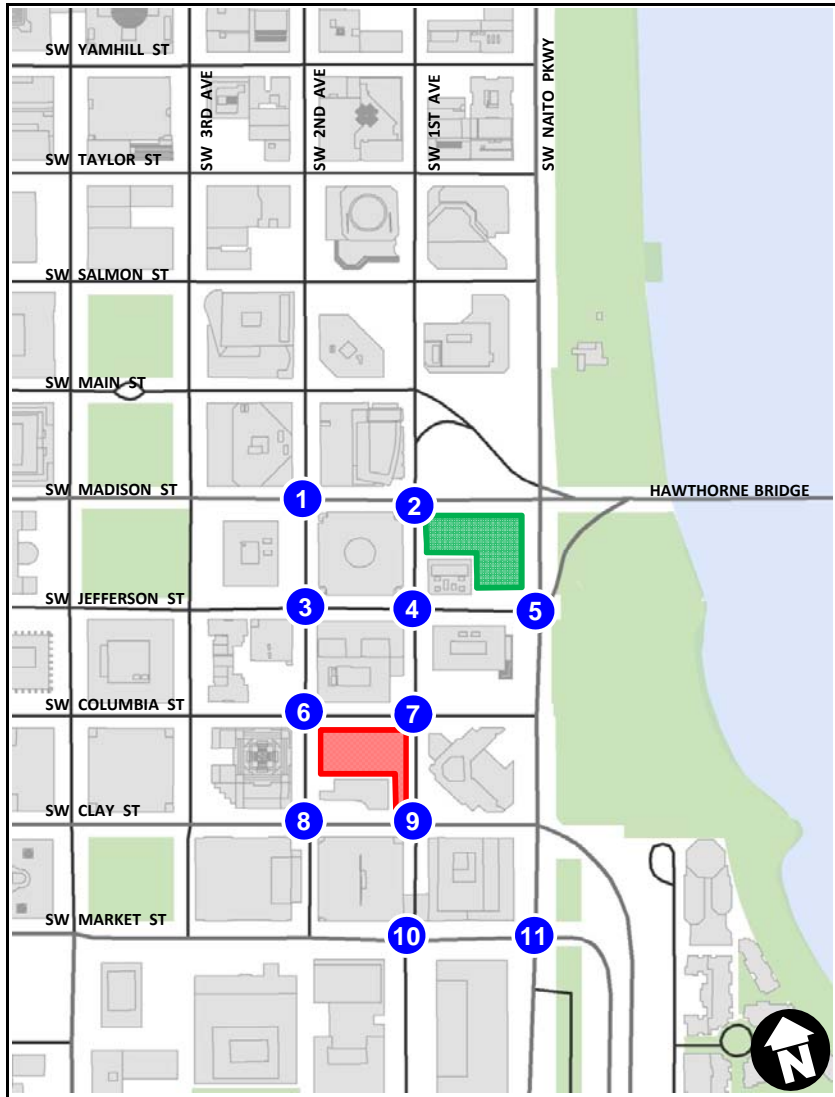 SW YAMHILL ST
SW 3RD AVE
SW 2ND AVE
SW 1ST AVE
SW NAITO PKWY
SW TAYLOR ST
SW SALMON ST
SW MAIN ST
SW MADISON ST
1
2
HAWTHORNE BRIDGE
SW JEFFERSON ST
3
4
5
SW COLUMBIA ST
6
7
SW CLAY ST
8
9
SW MARKET ST
10
11
N